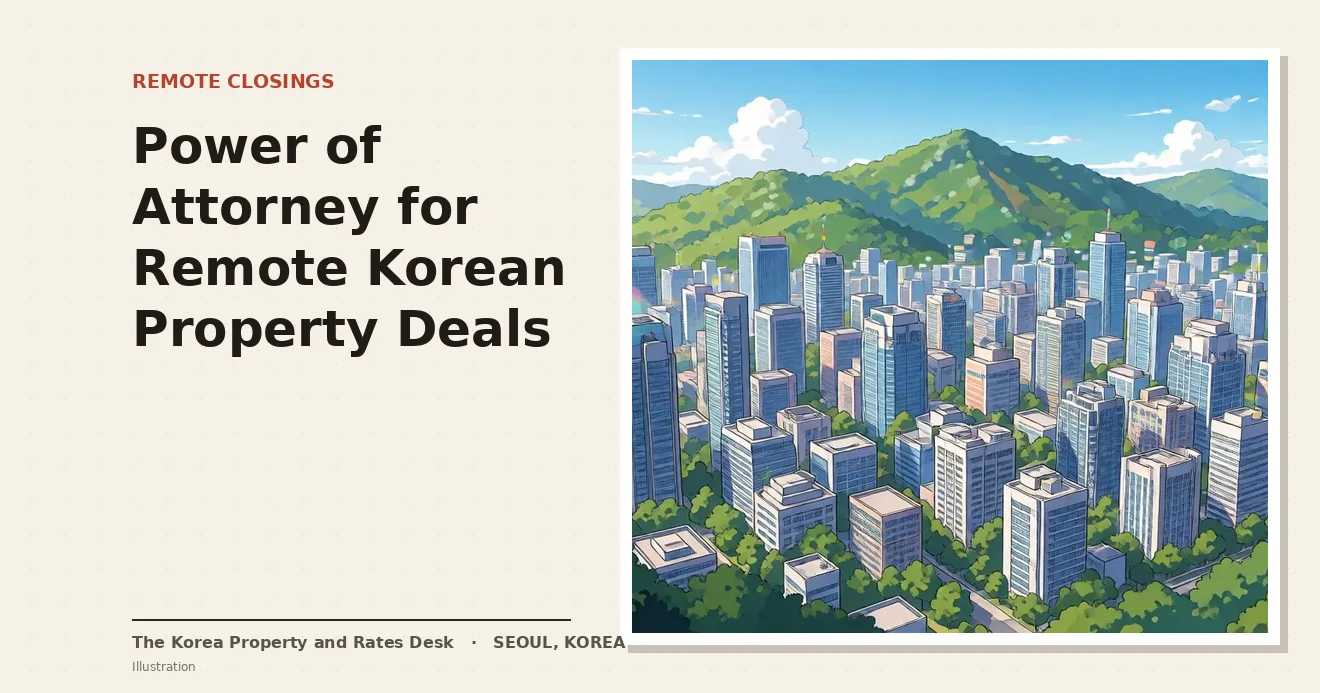 REMOTE CLOSINGS
Power of
Attorney for
Remote Korean
Property Deals
The Korea Property and Rates Desk · SEOUL, KOREA
Illustration